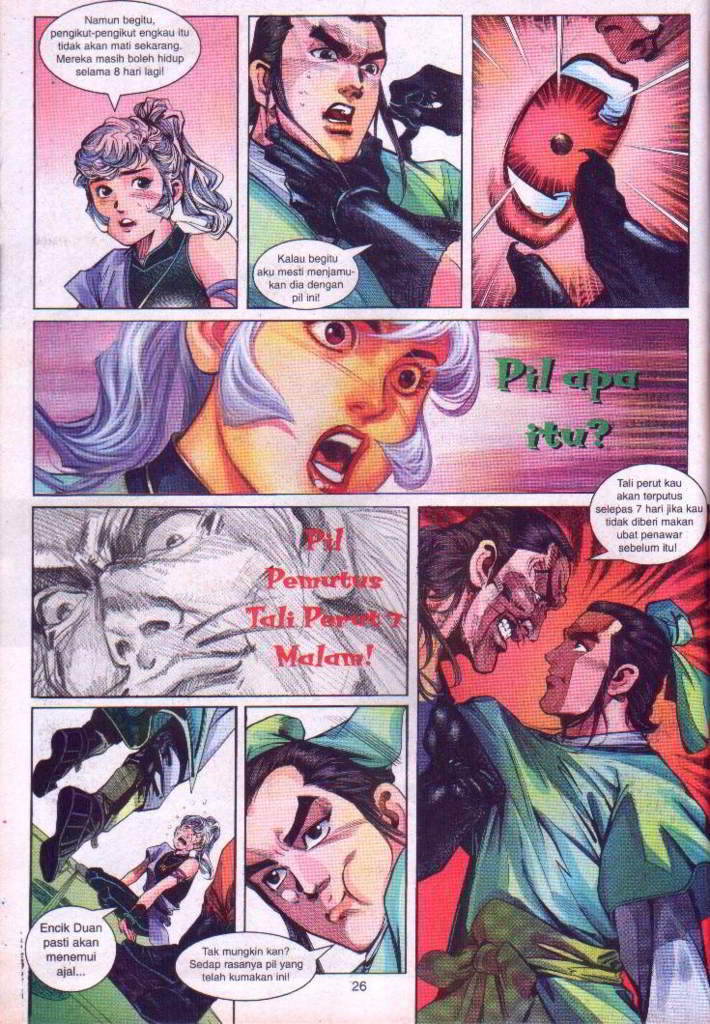 Namun begitu,
pengikut-pengikut engkau itu
tidak akan mati sekarang.
Mereka masih boleh hidup
selama 8 hari lagi!
Kalau begitu
aku mesti menjamu-
kan dia dengan
pil ini!
Pil apa
itu?
Pil
Pemutus
Tali Perut 7
Malam!
Tali perut kau
akan terputus
selepas 7 hari jika kau
tidak diberi makan
ubat penawar
sebelum itu!
Encik Duan
pasti akan
menemui
ajal...
Tak mungkin kan?
Sedap rasanya pil yang
telah kumakan ini!
26